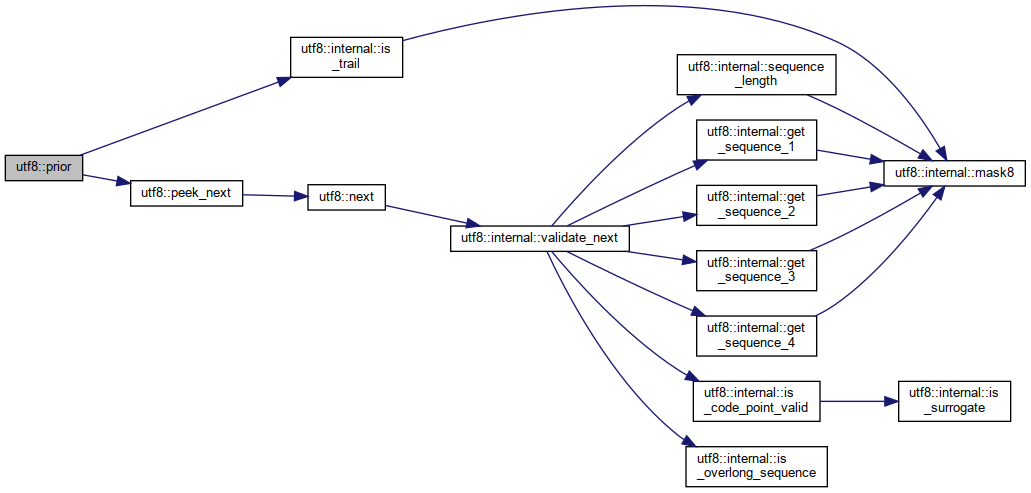 utf8::prior
utf8::internal::is
_trail
utf8::peek_next
utf8::next
utf8::internal::validate_next
utf8::internal::sequence
_length
utf8::internal::get
_sequence_1
utf8::internal::get
_sequence_2
utf8::internal::get
_sequence_3
utf8::internal::get
_sequence_4
utf8::internal::is
_code_point_valid
utf8::internal::is
_overlong_sequence
utf8::internal::mask8
utf8::internal::is
_surrogate